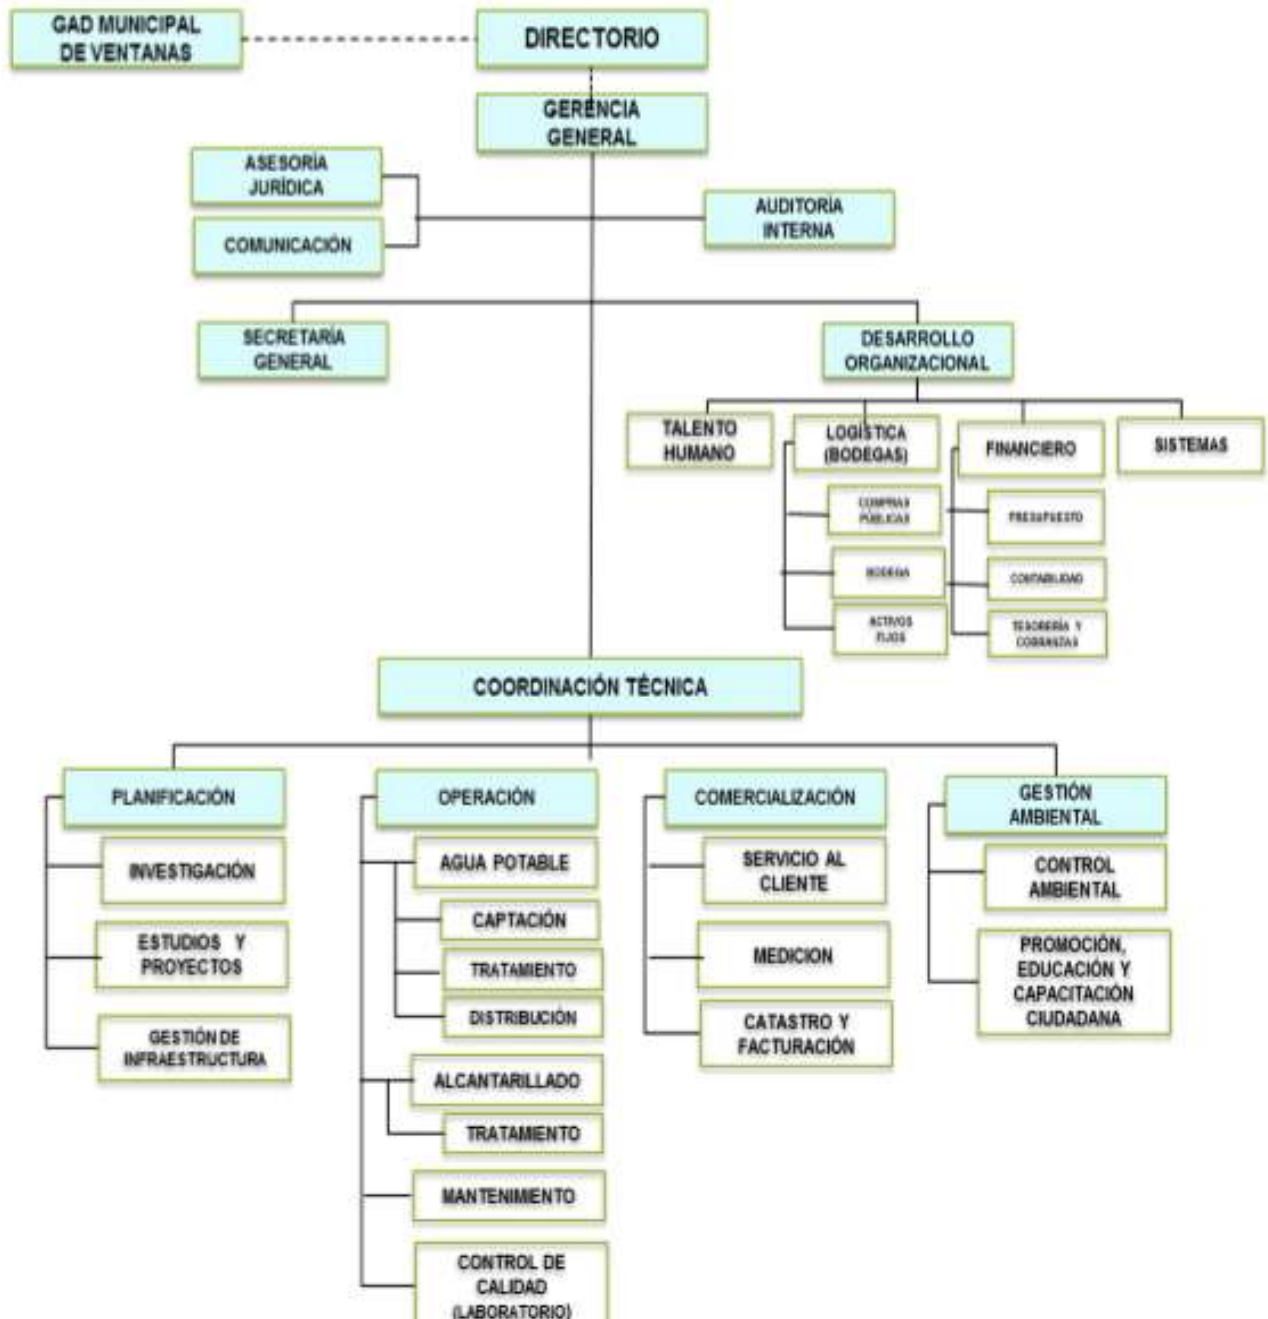 GAD MUNICIPAL
DE VENTANAS
DIRECTORIO
GERENCIA
GENERAL
ASESORÍA
JURÍDICA
COMUNICACIÓN
AUDITORÍA
INTERNA
SECRETARÍA
GENERAL
DESARROLLO
ORGANIZACIONAL
TALENTO
HUMANO
LOGÍSTICA
(BODEGAS)
FINANCIERO
SISTEMAS
COMPRAS
PÚBLICAS
PRESUPUESTO
BODEGA
CONTABILIDAD
ACTIVOS
FIJOS
TESORERÍA Y
COBRANZAS
COORDINACIÓN TÉCNICA
PLANIFICACIÓN
INVESTIGACIÓN
ESTUDIOS Y
PROYECTOS
GESTIÓN DE
INFRAESTRUCTURA
OPERACIÓN
AGUA POTABLE
CAPTACIÓN
TRATAMIENTO
DISTRIBUCIÓN
ALCANTARILLADO
TRATAMIENTO
MANTENIMIENTO
CONTROL DE
CALIDAD
(LABORATORIO)
COMERCIALIZACIÓN
SERVICIO AL
CLIENTE
MEDICION
CATASTRO Y
FACTURACIÓN
GESTIÓN
AMBIENTAL
CONTROL
AMBIENTAL
PROMOCIÓN,
EDUCACIÓN Y
CAPACITACIÓN
CIUDADANA